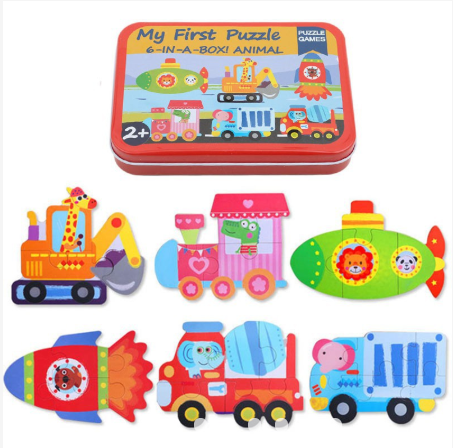 My First Puzzle
6-IN-A-BOX! ANIMAL
PUZZLE
GAMES
2+